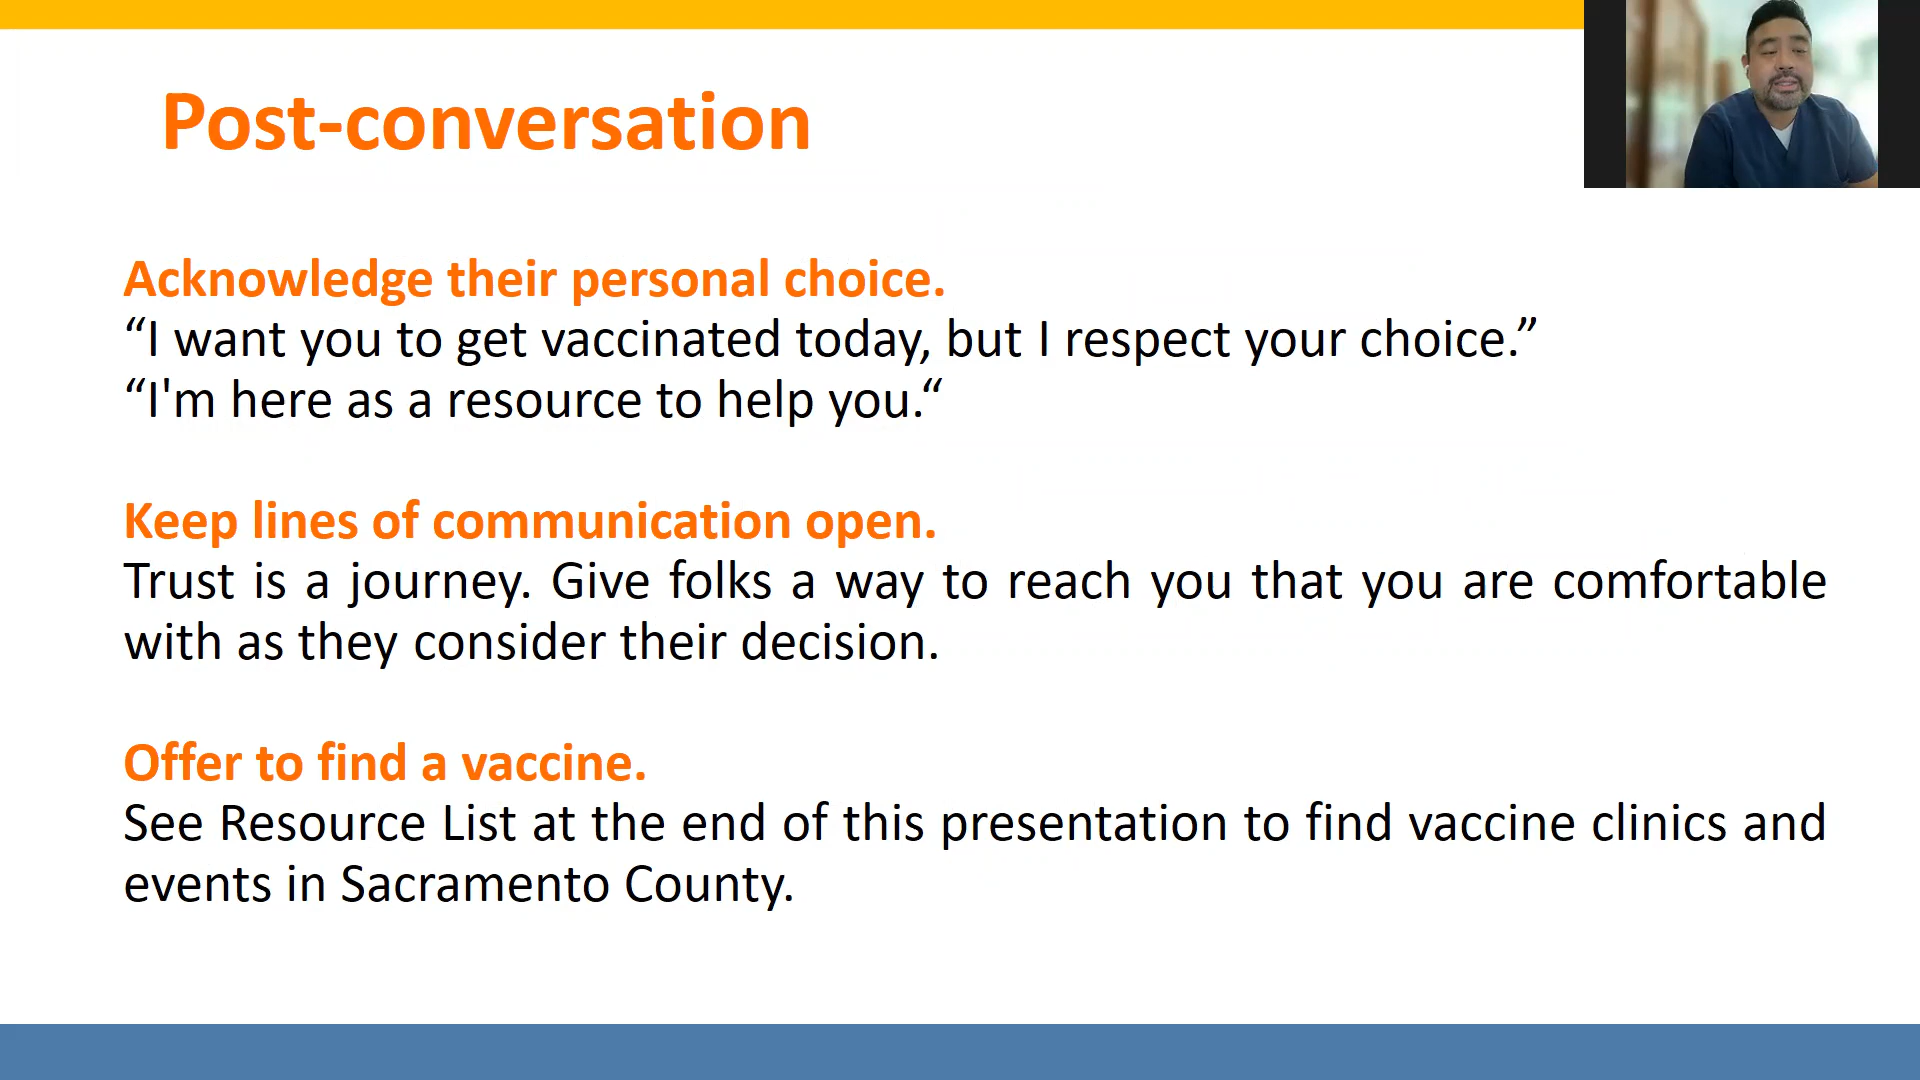 Post-conversation
Acknowledge their personal choice.
“I want you to get vaccinated today, but I respect your choice.”
“I'm here as a resource to help you.“
Keep lines of communication open.
Trust is a journey. Give folks a way to reach you that you are comfortable
with as they consider their decision.
Offer to find a vaccine.
See Resource List at the end of this presentation to find vaccine clinics and
events in Sacramento County.